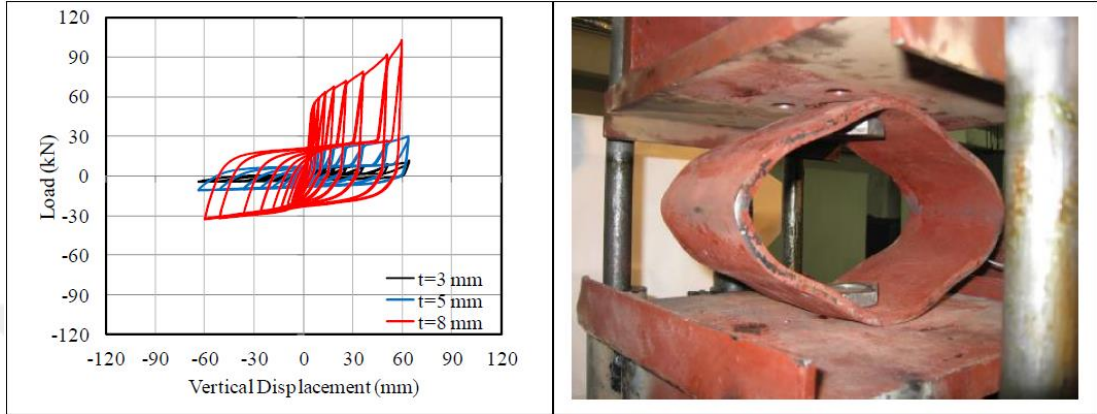 120
90
60
30
0
-30
-60
-90
-120
Load (kN)
t=3 mm
t=5 mm
t=8 mm
-120 -90 -60 -30 0 30 60 90 120
Vertical Displacement (mm)